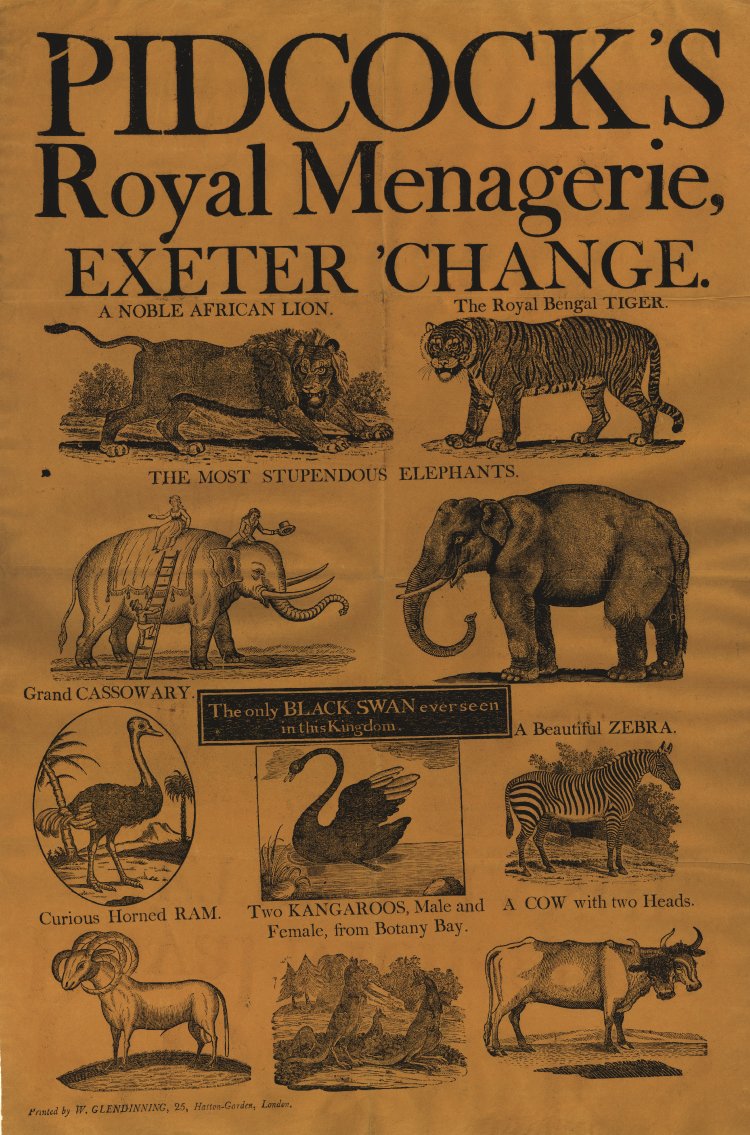 PIDCOCK'S
Royal Menagerie,
EXETER 'CHANGE.
A NOBLE AFRICAN LION.
The Royal Bengal TIGER.
THE MOST STUPENDOUS ELEPHANTS.
Grand CASSOWARY.
The only BLACK SWAN ever seen
in this Kingdom.
A Beautiful ZEBRA.
Curious Horned RAM.
Two KANGAROOS, Male and
Female, from Botany Bay.
A COW with two Heads.
Printed by W. GLENDINNING, 25, Hatton-Garden, London.